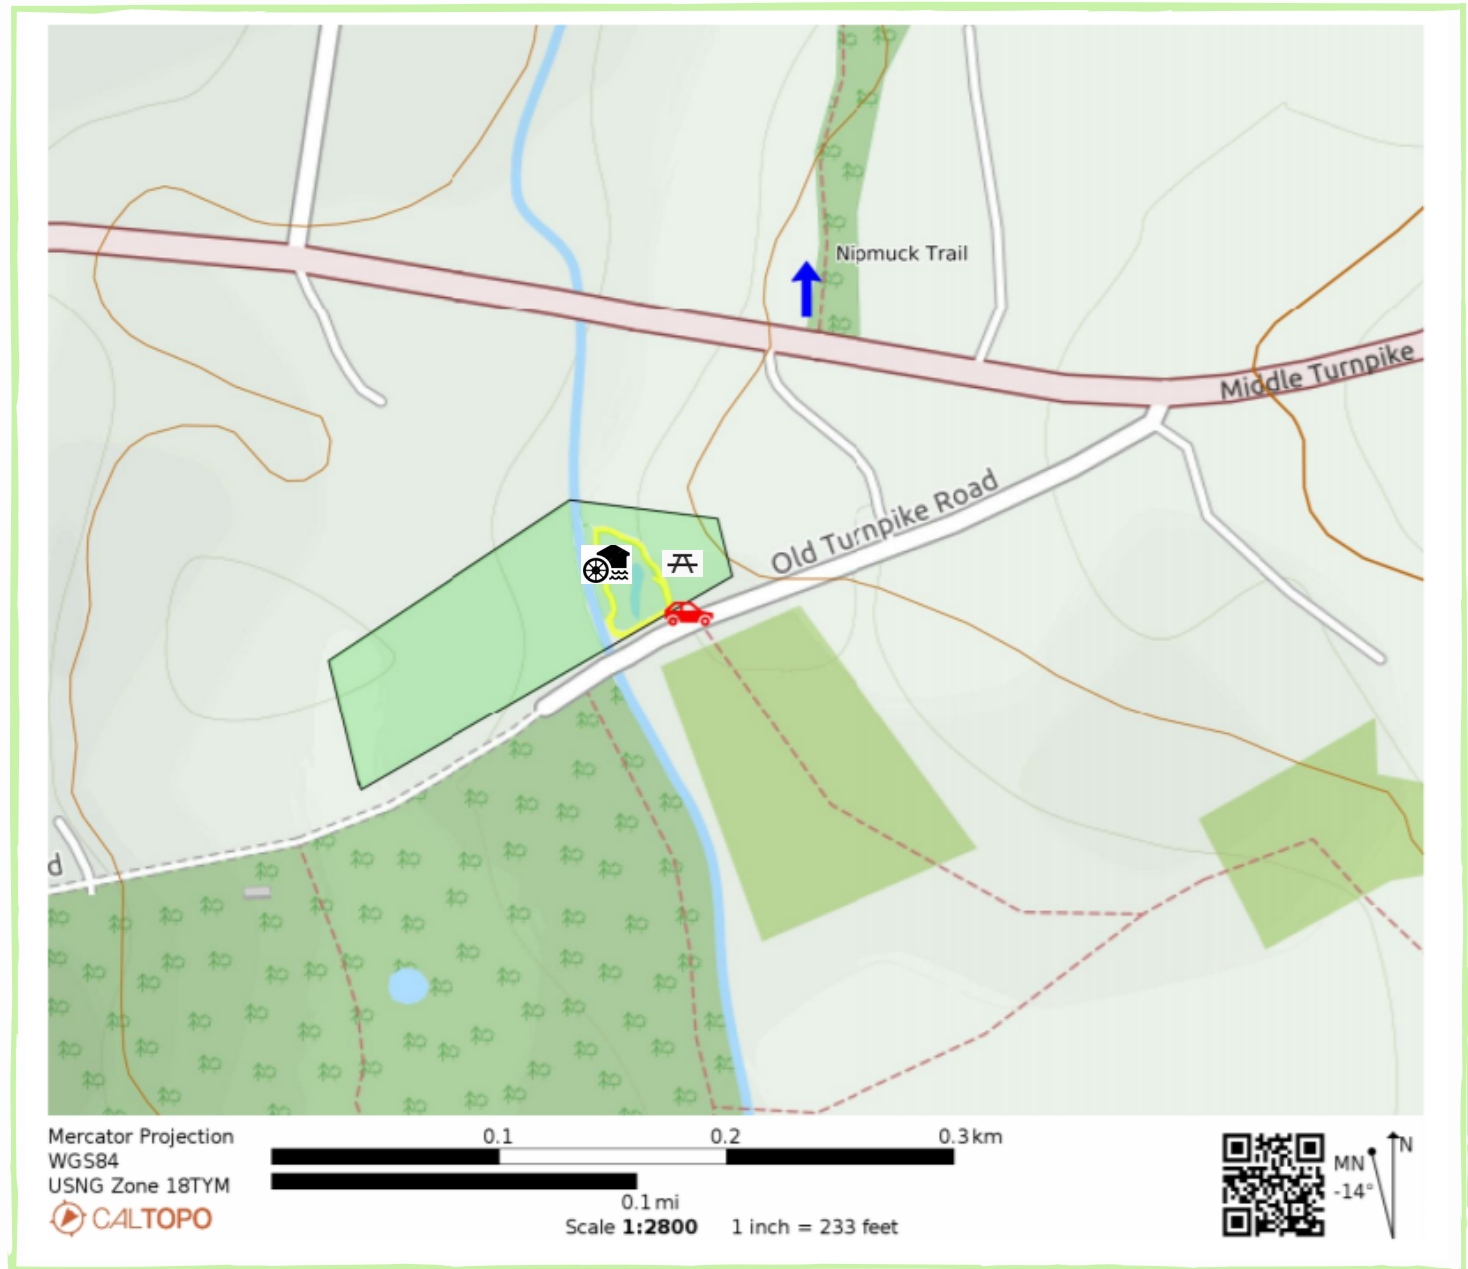 Nipmuck Trail
Middle Turnpike
Old Turnpike Road
d
Mercator Projection
WGS84
USNG Zone 18TYM
CALTOPO
0.1 0.2 0.3 km
0.1 mi
Scale 1:2800 1 inch = 233 feet
MN
-14°
N